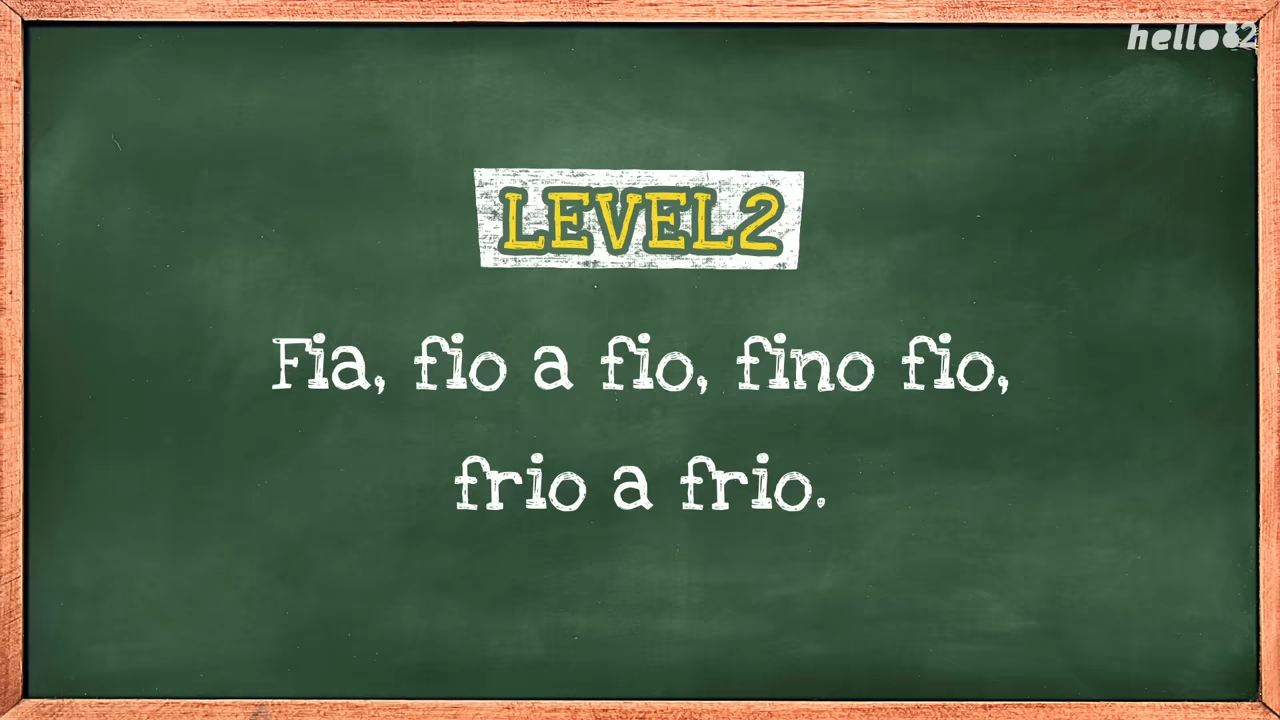 hello82
LEVEL2
Fia, fio a fio, fino fio,
frio a frio.